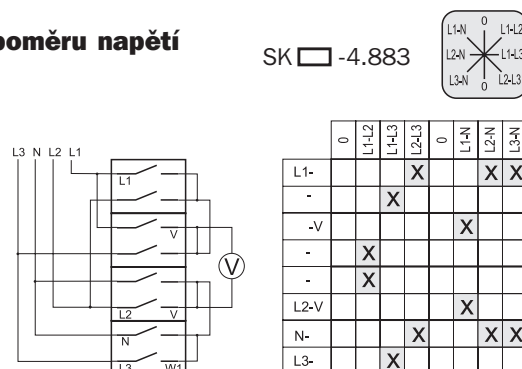 poměru napětí
SK -4.883
0
L1-N L1-L2
L2-N L1-L3
L3-N L2-L3
0
L3 N L2 L1
L1
V
V
L2 V
N
L3 W1
0 L1-L2 L1-L3 L2-L3 0 L1-N L2-N L3-N
L1- X X X
- X
-V X
- X
- X
L2-V X
N- X X X
L3- X